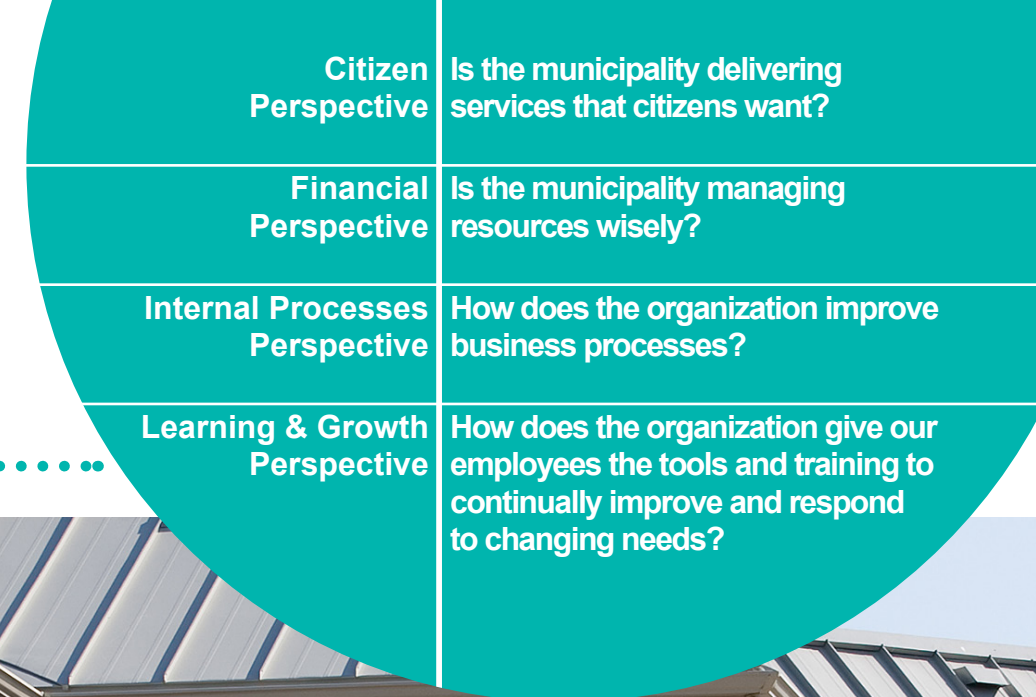 Citizen
Perspective
Is the municipality delivering
services that citizens want?
Financial
Perspective
Is the municipality managing
resources wisely?
Internal Processes
Perspective
How does the organization improve
business processes?
Learning & Growth
Perspective
How does the organization give our
employees the tools and training to
continually improve and respond
to changing needs?